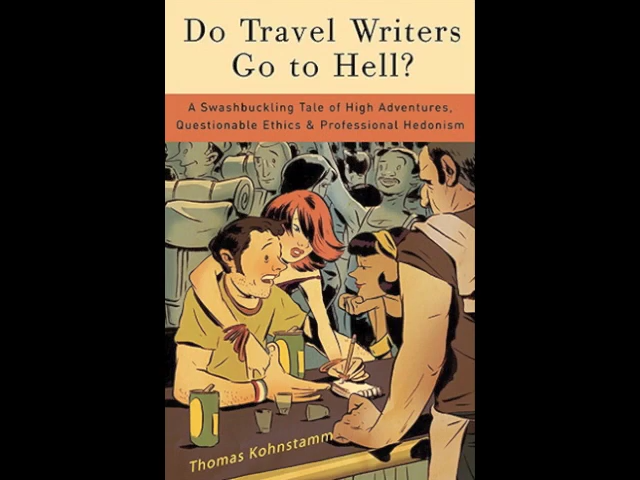 Do Travel Writers
Go to Hell?
A Swashbuckling Tale of High Adventures,
Questionable Ethics & Professional Hedonism
Thomas Kohnstamm